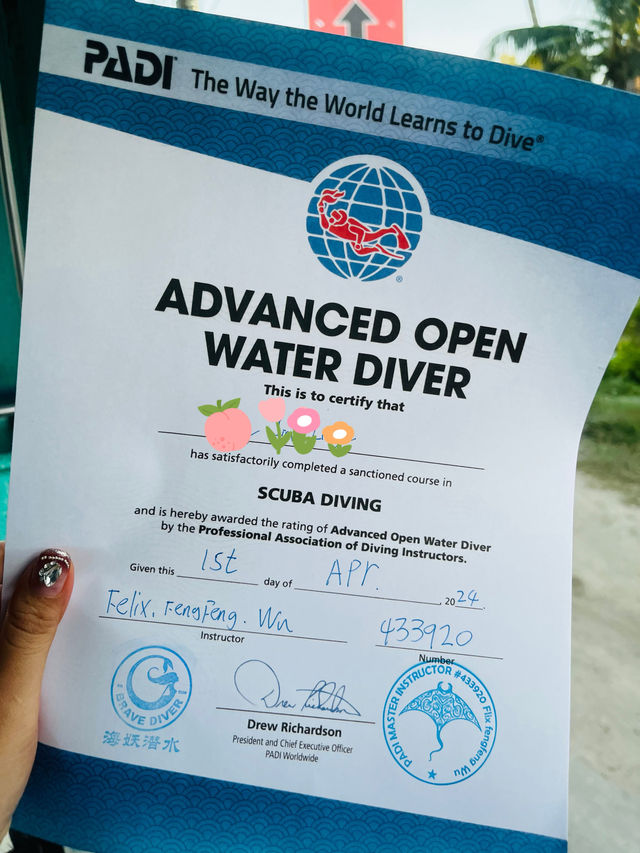 PADI® The Way the World Learns to Dive®
®
ADVANCED OPEN
WATER DIVER
This is to certify that
has satisfactorily completed a sanctioned course in
SCUBA DIVING
and is hereby awarded the rating of Advanced Open Water Diver
by the Professional Association of Diving Instructors.
Given this 1st day of APr. 2024.
Felix. FengFeng. Wu 433920
Instructor Number
BRAVE DIVER
海妖潜水
Drew Richardson
Drew Richardson
President and Chief Executive Officer
PADI Worldwide
PADI MASTER INSTRUCTOR #433920 Flix fengfeng Wu